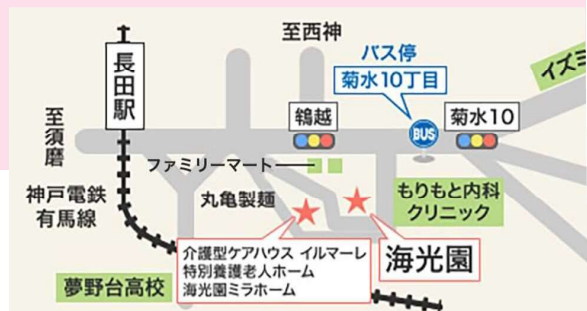 至西神
バス停
菊水10丁目
イズミ
長田駅
鵯越
BUS
菊水10
至須磨
ファミリーマート
神戸電鉄
有馬線
丸亀製麺
もりもと内科
クリニック
介護型ケアハウス イルマーレ
特別養護老人ホーム
海光園ミラホーム
海光園
夢野台高校